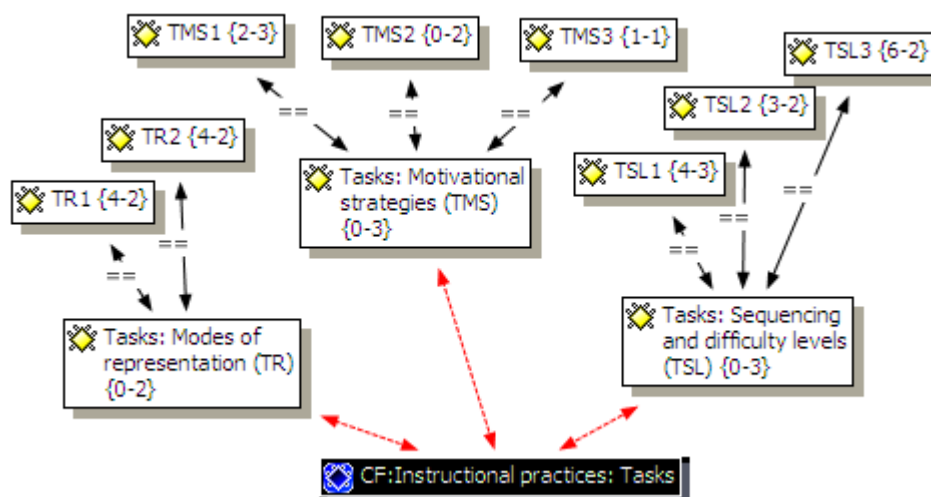 TMS1 {2-3}
TMS2 {0-2}
TMS3 {1-1}
TSL3 {6-2}
==
==
==
TSL2 {3-2}
TR2 {4-2}
Tasks: Motivational
strategies (TMS)
{0-3}
TSL1 {4-3}
==
TR1 {4-2}
==
==
==
==
Tasks: Modes of
representation (TR)
{0-2}
Tasks: Sequencing
and difficulty levels
(TSL) {0-3}
CF:Instructional practices: Tasks